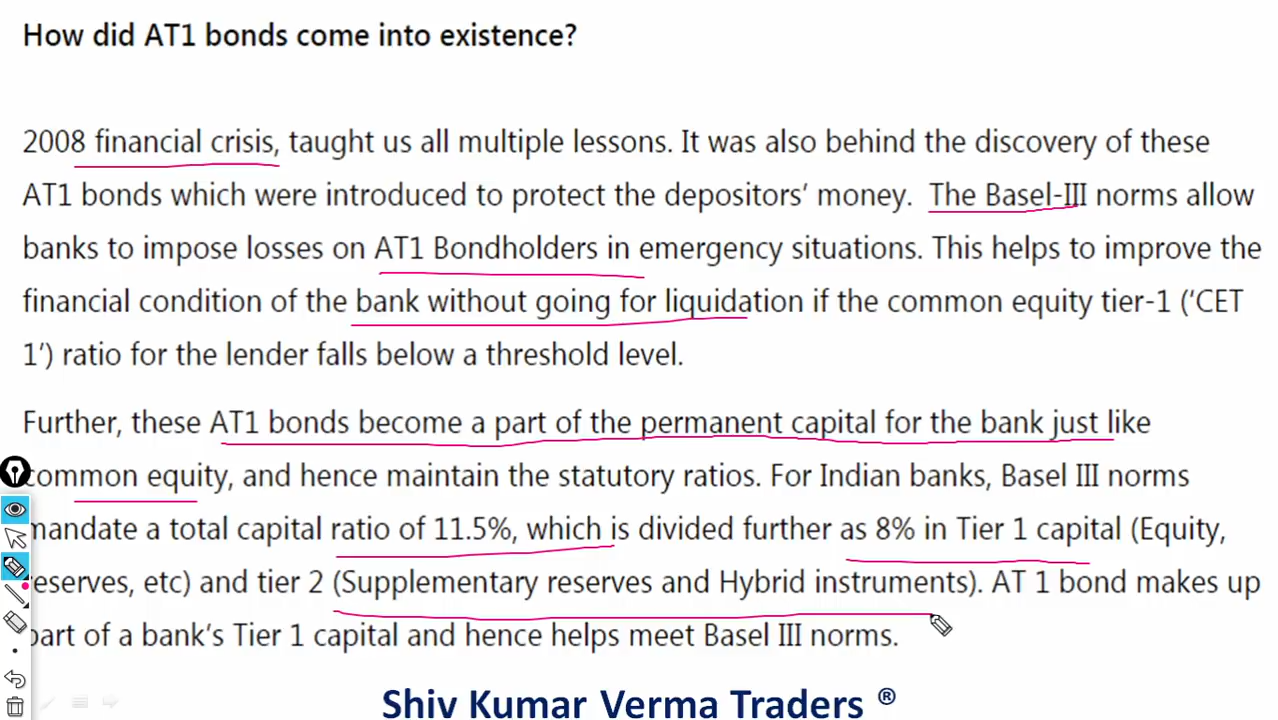 How did AT1 bonds come into existence?
2008 financial crisis, taught us all multiple lessons. It was also behind the discovery of these
AT1 bonds which were introduced to protect the depositors’ money. The Basel-III norms allow
banks to impose losses on AT1 Bondholders in emergency situations. This helps to improve the
financial condition of the bank without going for liquidation if the common equity tier-1 (‘CET
1’) ratio for the lender falls below a threshold level.
Further, these AT1 bonds become a part of the permanent capital for the bank just like
common equity, and hence maintain the statutory ratios. For Indian banks, Basel III norms
mandate a total capital ratio of 11.5%, which is divided further as 8% in Tier 1 capital (Equity,
reserves, etc) and tier 2 (Supplementary reserves and Hybrid instruments). AT 1 bond makes up
part of a bank’s Tier 1 capital and hence helps meet Basel III norms.
Shiv Kumar Verma Traders ®